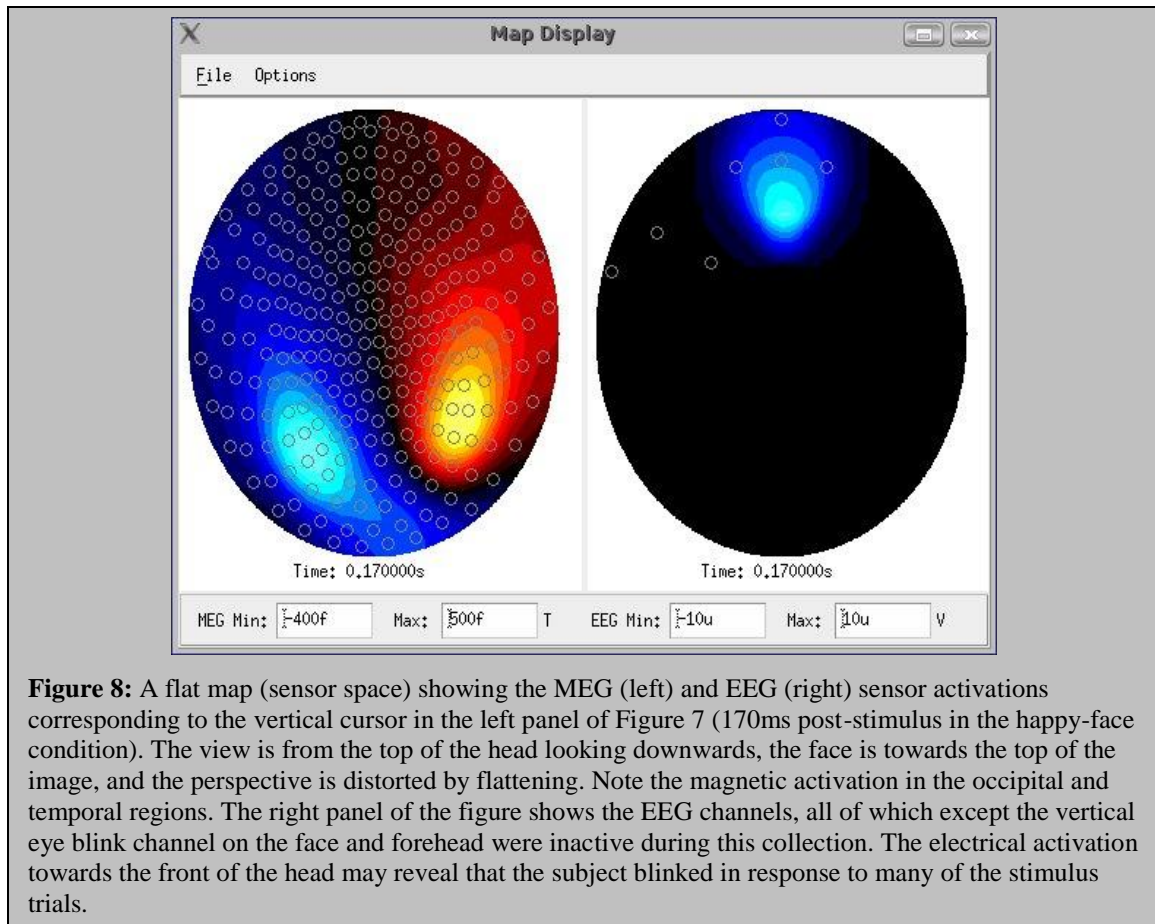 Map Display
File Options
Time: 0.170000s
Time: 0.170000s
MEG Min: -400f Max: 500f T EEG Min: -10u Max: 10u V
Figure 8: A flat map (sensor space) showing the MEG (left) and EEG (right) sensor activations
corresponding to the vertical cursor in the left panel of Figure 7 (170ms post-stimulus in the happy-face
condition). The view is from the top of the head looking downwards, the face is towards the top of the
image, and the perspective is distorted by flattening. Note the magnetic activation in the occipital and
temporal regions. The right panel of the figure shows the EEG channels, all of which except the vertical
eye blink channel on the face and forehead were inactive during this collection. The electrical activation
towards the front of the head may reveal that the subject blinked in response to many of the stimulus
trials.